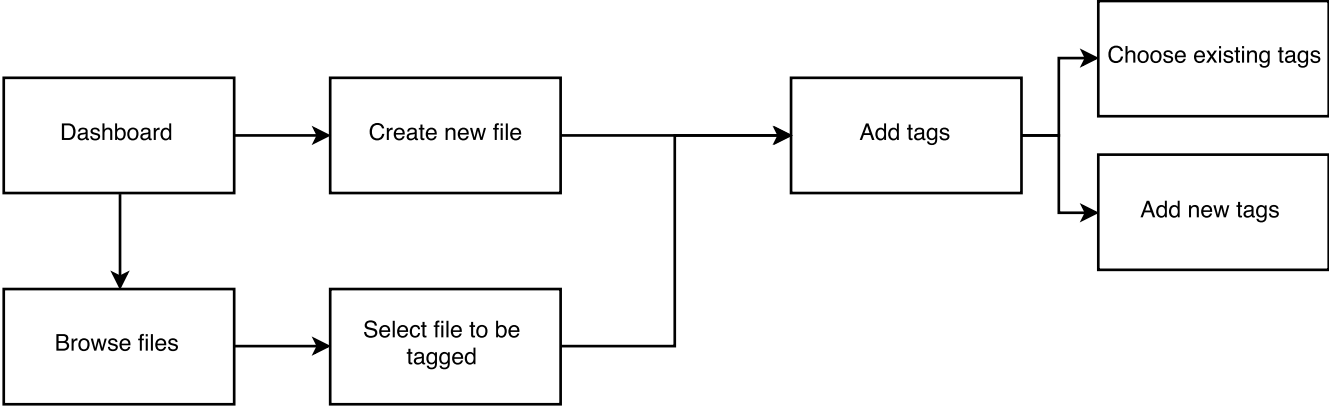 Choose existing tags
Dashboard
Create new file
Add tags
Add new tags
Browse files
Select file to be
tagged